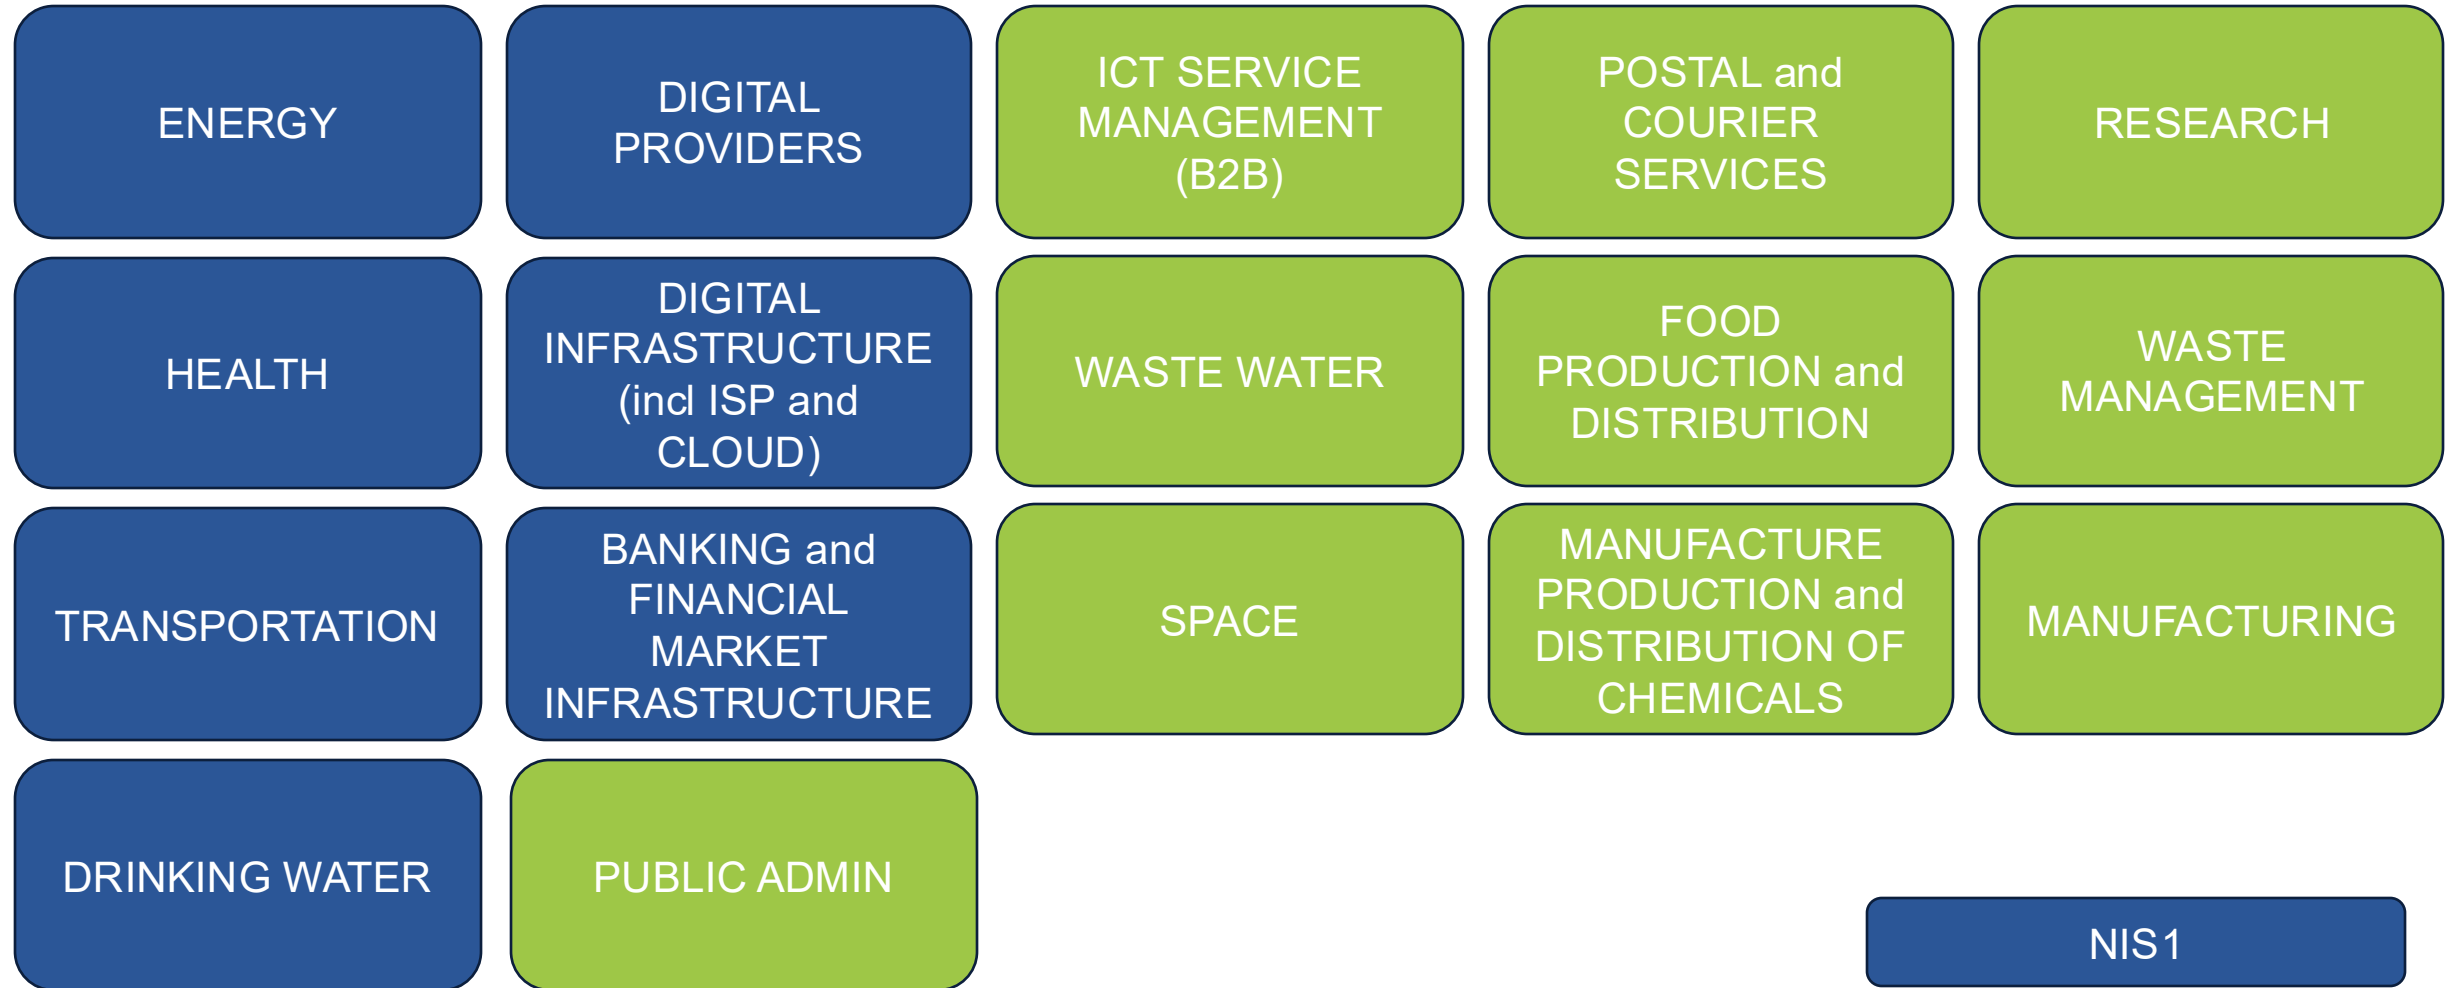 ENERGY
DIGITAL
PROVIDERS
ICT SERVICE
MANAGEMENT
(B2B)
POSTAL and
COURIER
SERVICES
RESEARCH
HEALTH
DIGITAL
INFRASTRUCTURE
(incl ISP and
CLOUD)
WASTE WATER
FOOD
PRODUCTION and
DISTRIBUTION
WASTE
MANAGEMENT
TRANSPORTATION
BANKING and
FINANCIAL
MARKET
INFRASTRUCTURE
SPACE
MANUFACTURE
PRODUCTION and
DISTRIBUTION OF
CHEMICALS
MANUFACTURING
DRINKING WATER
PUBLIC ADMIN
NIS1